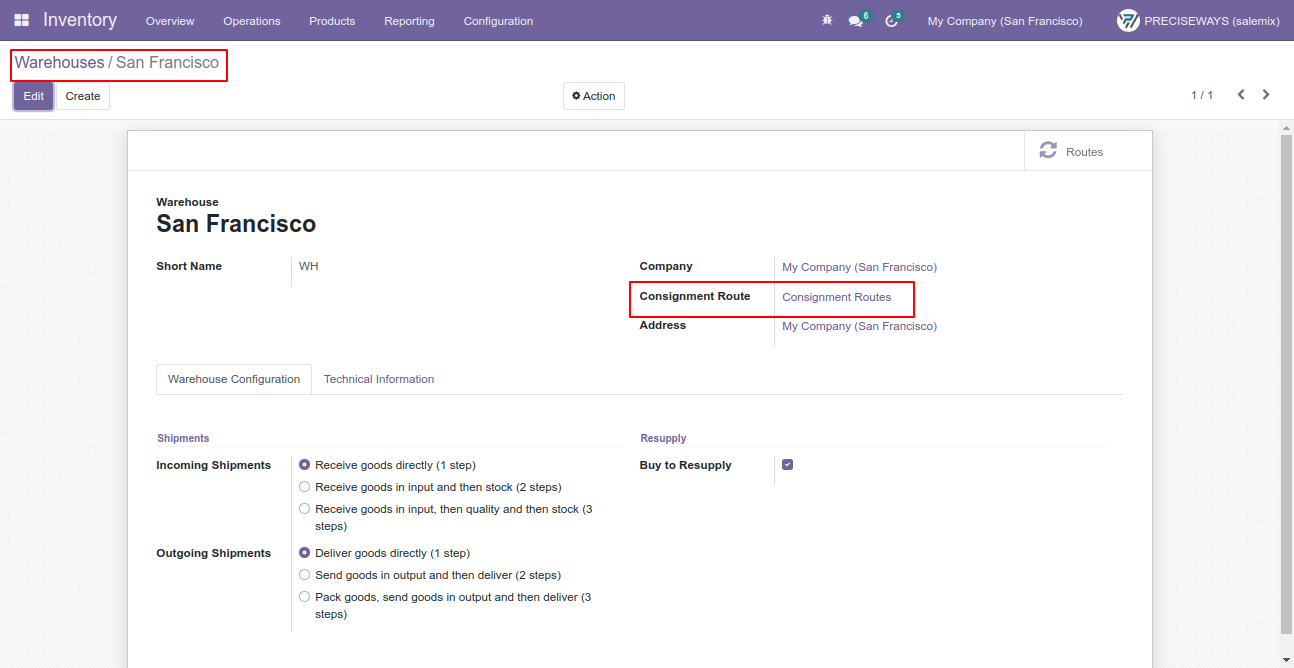 Inventory Overview Operations Products Reporting Configuration 6 5 My Company (San Francisco) PRECISEWAYS (salemix)
Warehouses / San Francisco
Edit Create Action 1 / 1
Routes
Warehouse
San Francisco
Short Name WH
Company My Company (San Francisco)
Consignment Route Consignment Routes
Address My Company (San Francisco)
Warehouse Configuration Technical Information
Shipments
Incoming Shipments Receive goods directly (1 step)
Receive goods in input and then stock (2 steps)
Receive goods in input, then quality and then stock (3
steps)
Outgoing Shipments Deliver goods directly (1 step)
Send goods in output and then deliver (2 steps)
Pack goods, send goods in output and then deliver (3
steps)
Resupply
Buy to Resupply